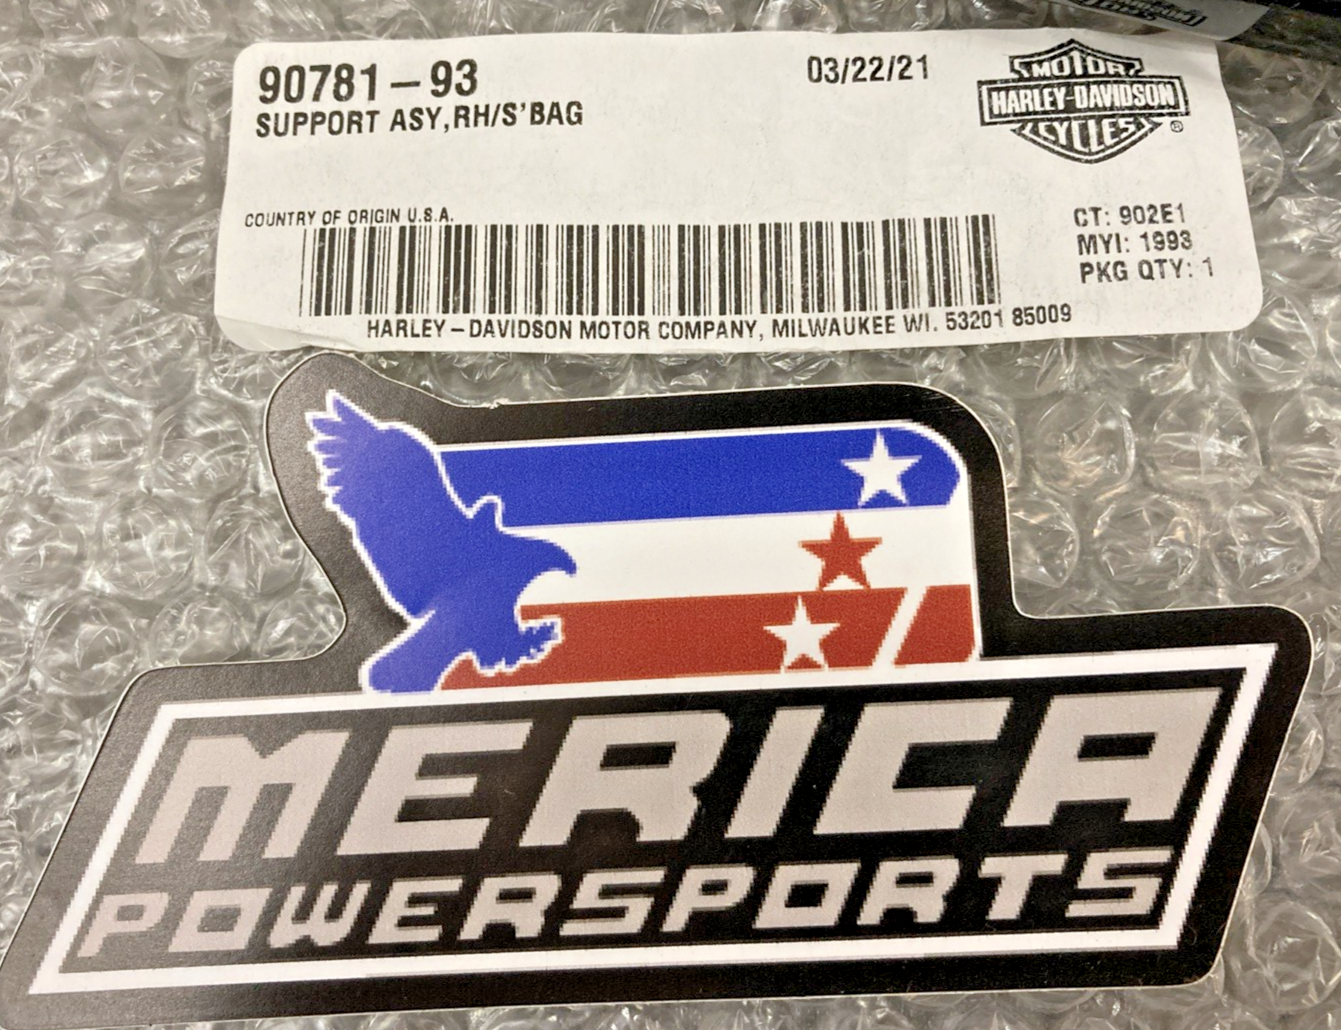 90781-93
SUPPORT ASY,RH/S'BAG
03/22/21
MOTOR
HARLEY-DAVIDSON
CYCLES
®
COUNTRY OF ORIGIN U.S.A.
CT: 902E1
MYI: 1993
PKG QTY: 1
HARLEY-DAVIDSON MOTOR COMPANY, MILWAUKEE WI. 53201 85009
MERICA
POWERSPORTS